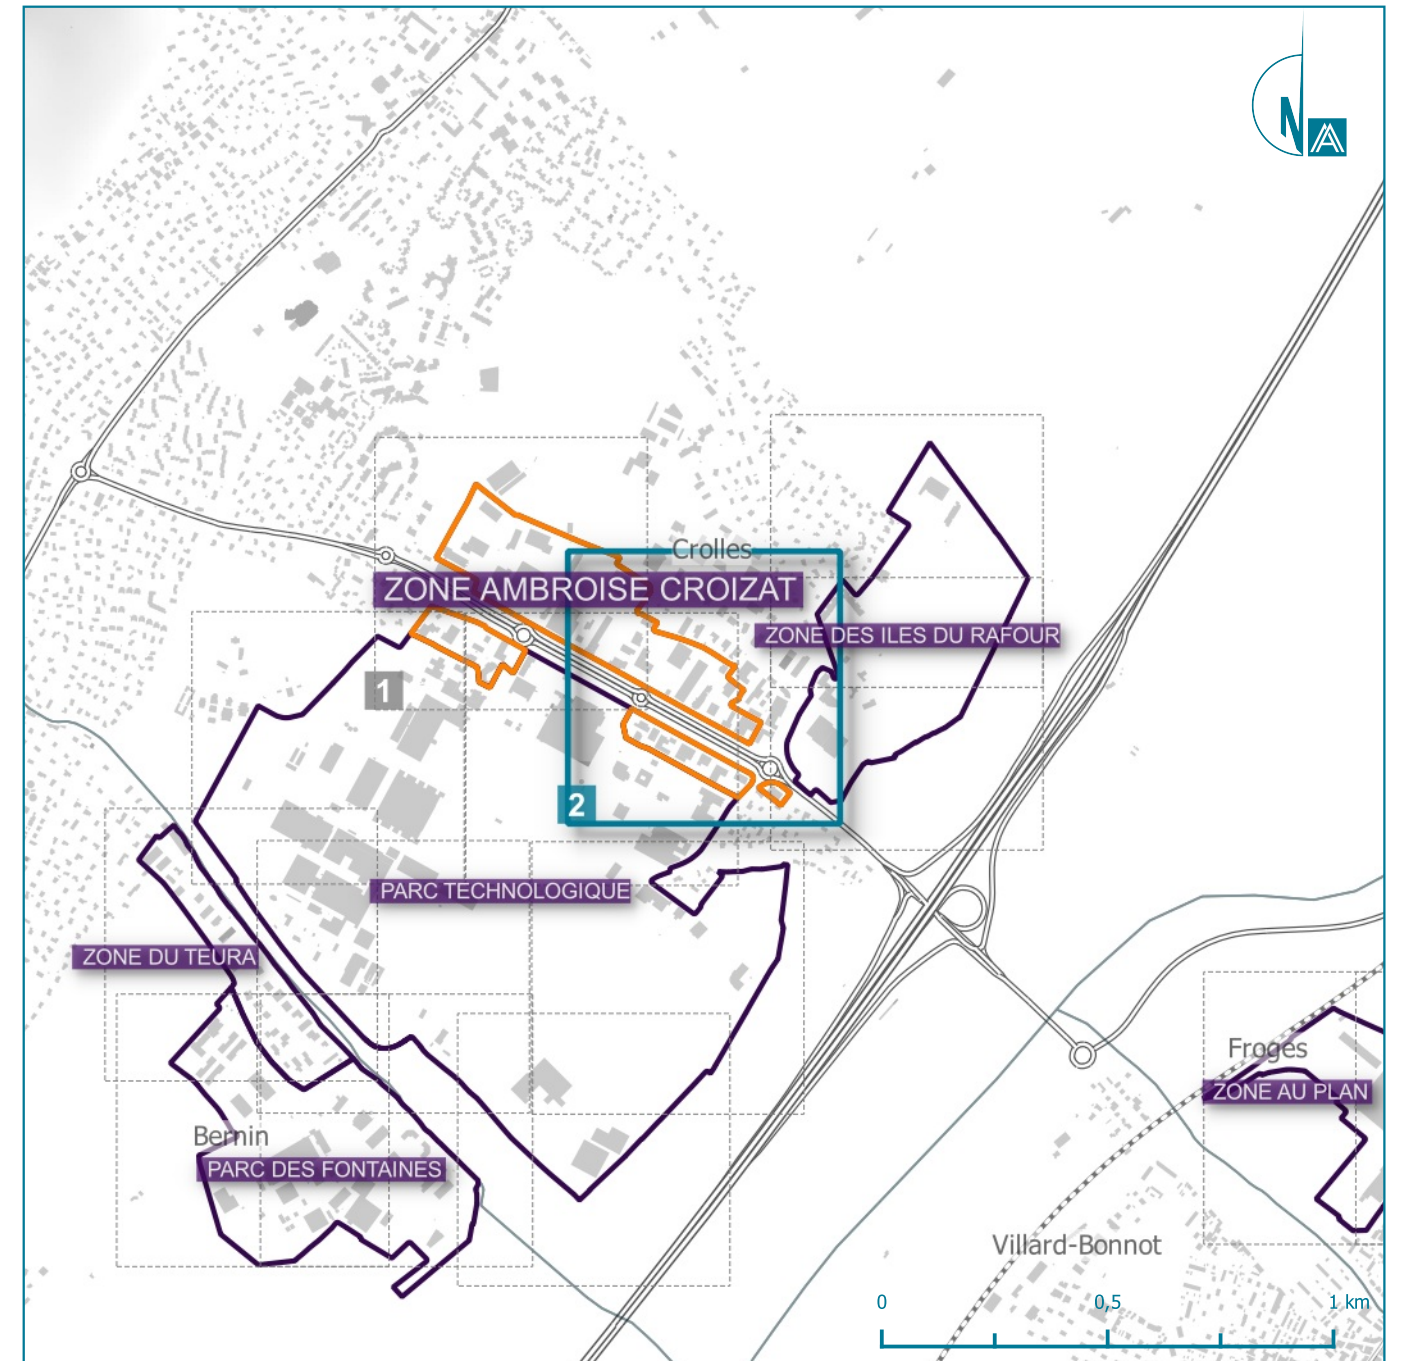 N
Crolles
ZONE AMBROISE CROIZAT
ZONE DES ILES DU RAFOUR
1
2
PARC TECHNOLOGIQUE
ZONE DU TEURA
Froges
ZONE AU PLAN
Bernin
PARC DES FONTAINES
Villard-Bonnot
0 0,5 1 km